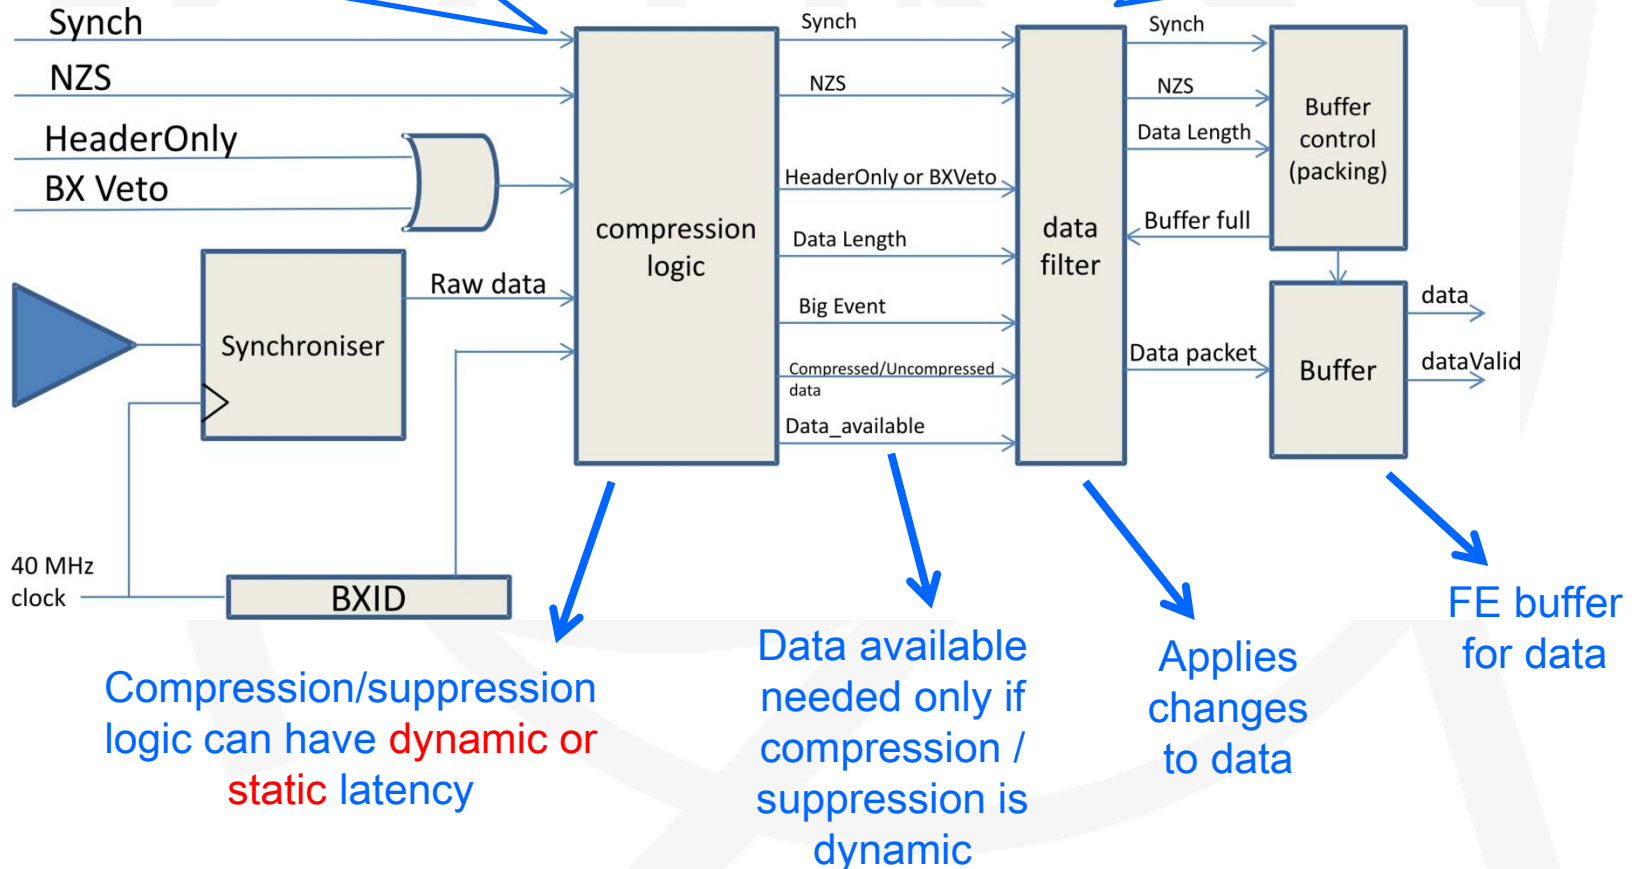 Synch
NZS
HeaderOnly
BX Veto
Synchroniser
Raw data
40 MHz
clock
BXID
compression
logic
Synch
NZS
HeaderOnly or BXVeto
Data Length
Big Event
Compressed/Uncompressed
data
Data_available
data
filter
Synch
NZS
Data Length
Buffer full
Data packet
Buffer
control
(packing)
Buffer
data
dataValid
Compression/suppression
logic can have dynamic or
static latency
Data available
needed only if
compression /
suppression is
dynamic
Applies
changes
to data
FE buffer
for data